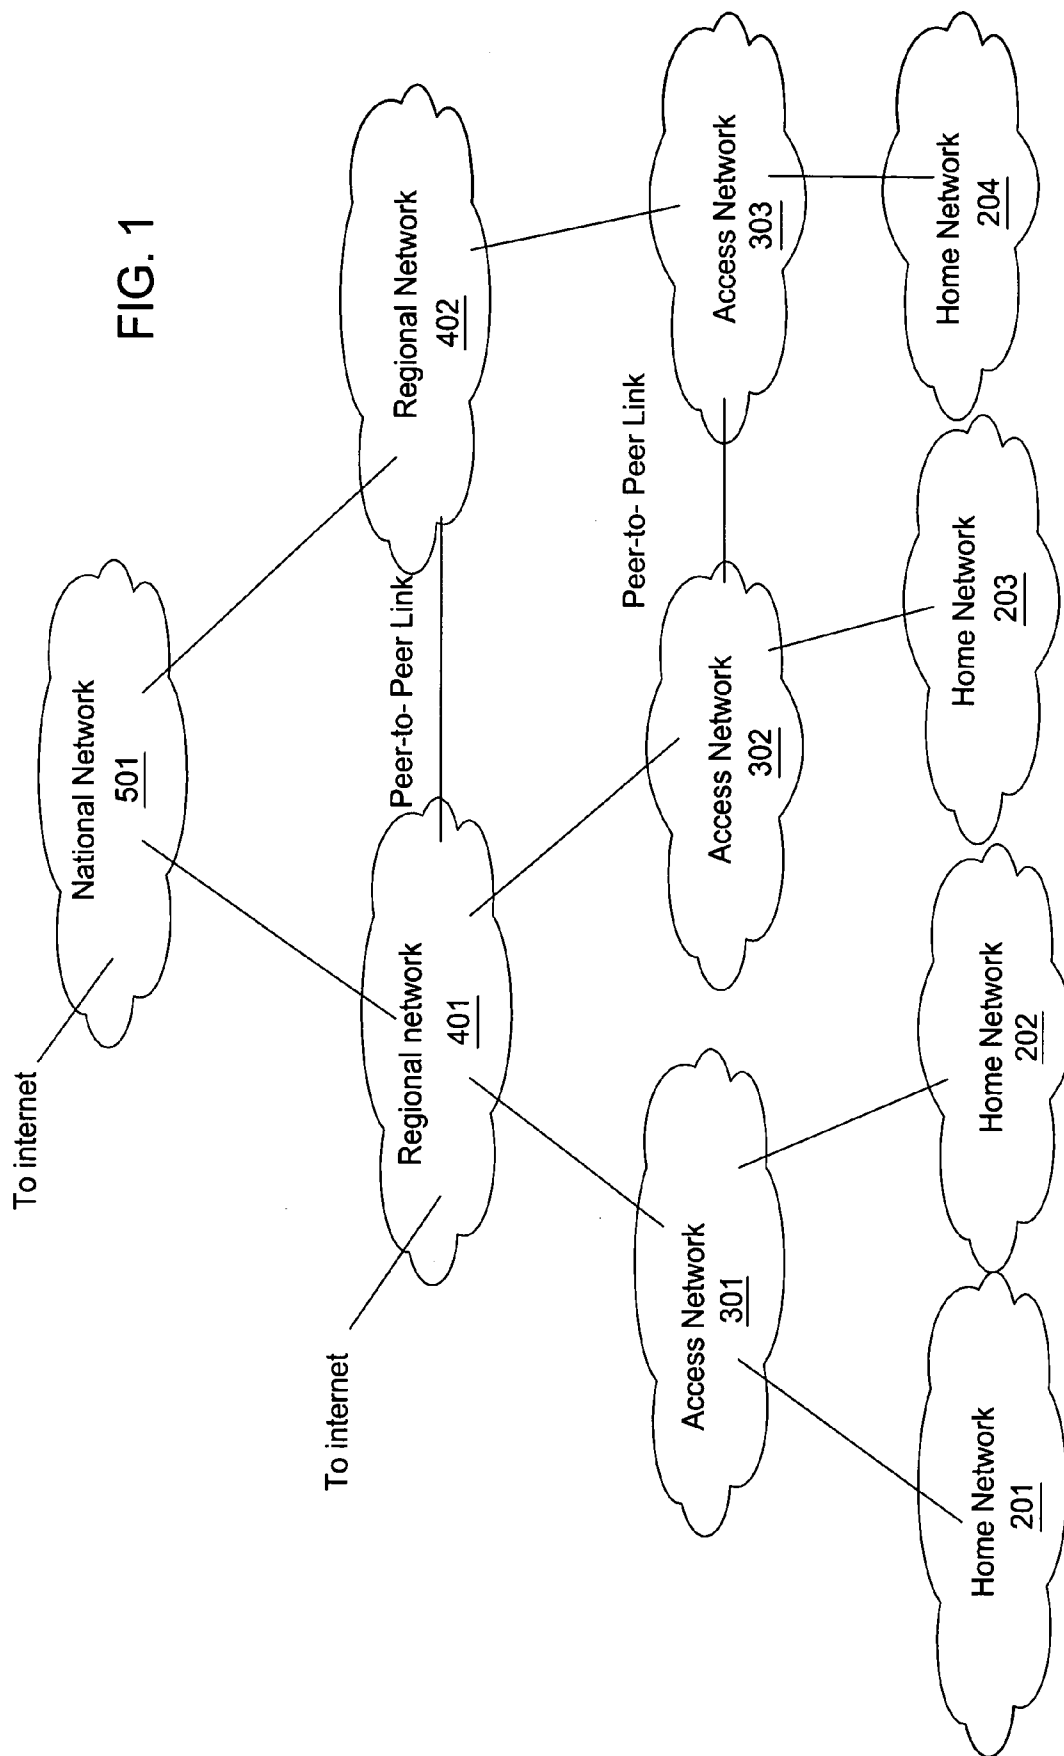 FIG. 1
To internet
National Network
501
To internet
Regional network
401
Peer-to- Peer Link
Regional Network
402
Access Network
301
Access Network
302
Peer-to- Peer Link
Access Network
303
Home Network
201
Home Network
202
Home Network
203
Home Network
204